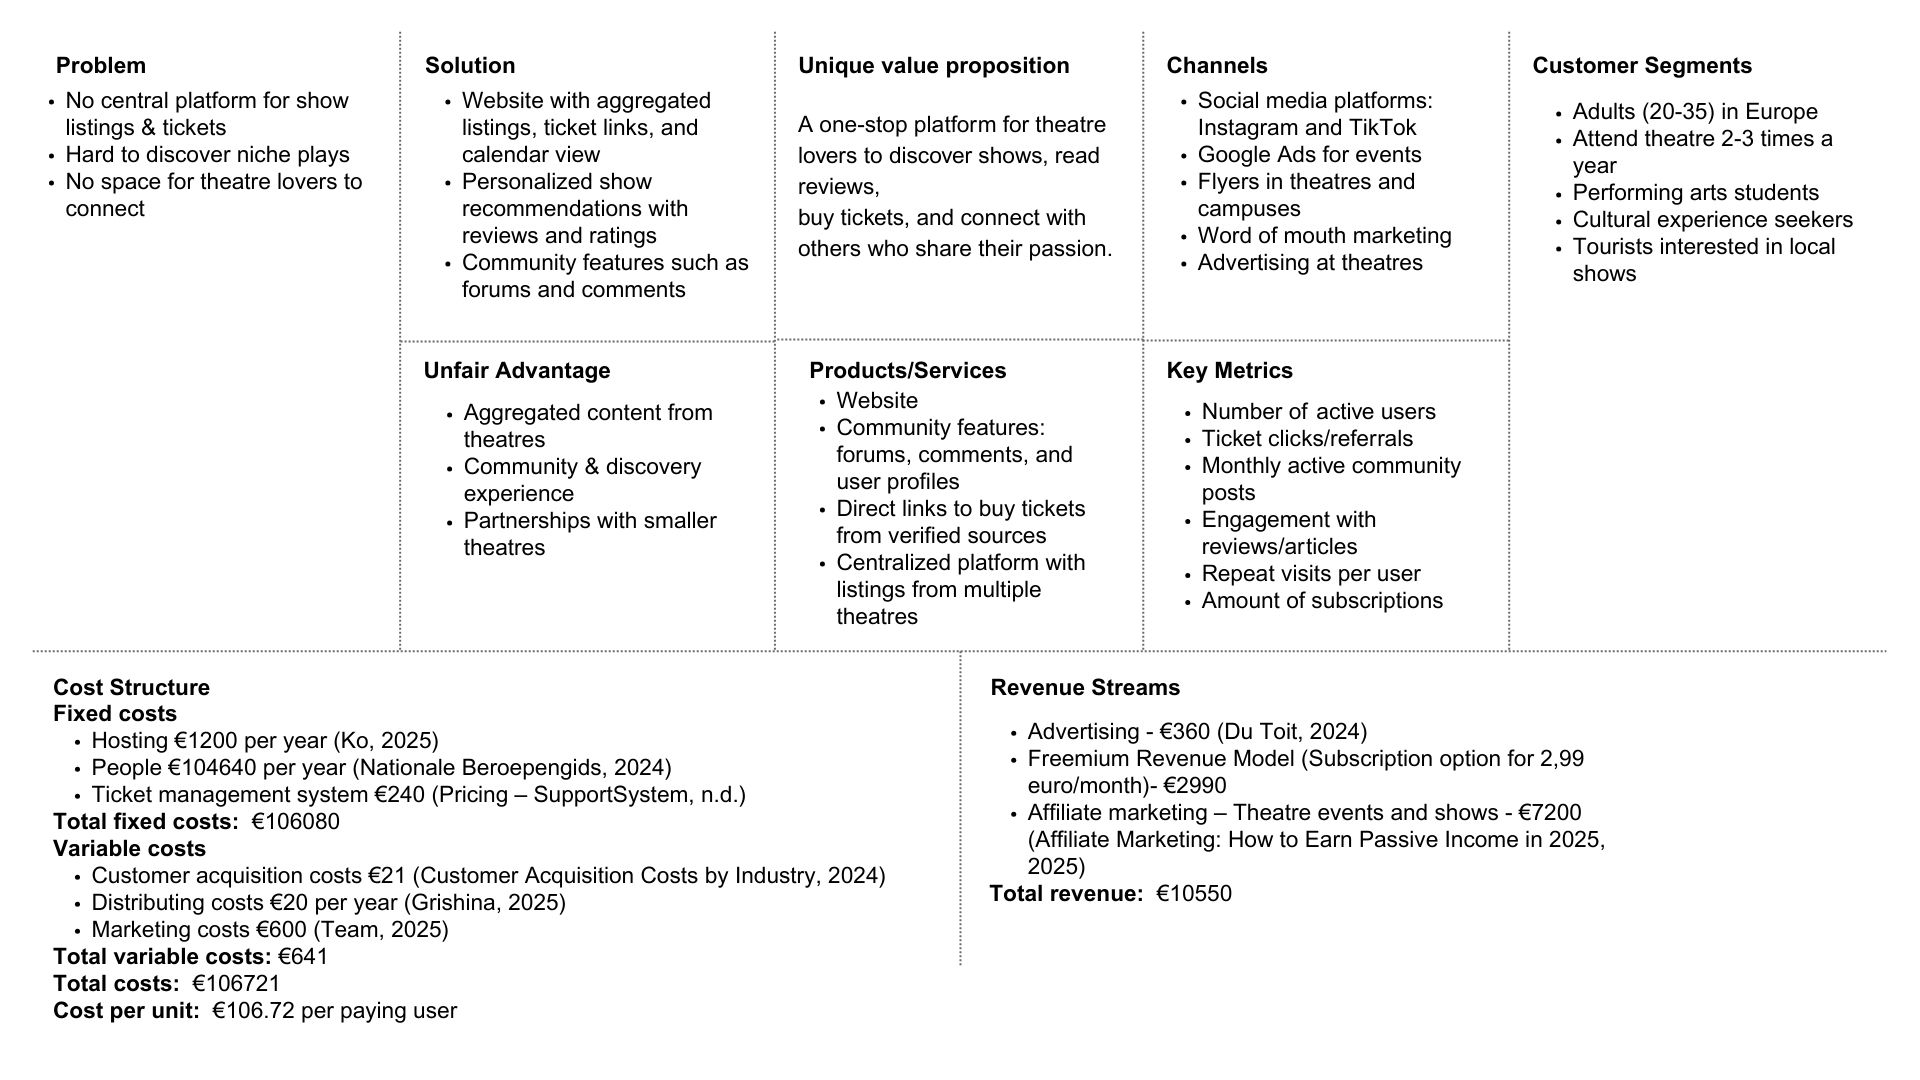 Problem
• No central platform for show
listings & tickets
• Hard to discover niche plays
• No space for theatre lovers to
connect
Solution
• Website with aggregated
listings, ticket links, and
calendar view
• Personalized show
recommendations with
reviews and ratings
• Community features such as
forums and comments
Unique value proposition
A one-stop platform for theatre
lovers to discover shows, read
reviews,
buy tickets, and connect with
others who share their passion.
Channels
• Social media platforms:
Instagram and TikTok
• Google Ads for events
• Flyers in theatres and
campuses
• Word of mouth marketing
• Advertising at theatres
Customer Segments
• Adults (20-35) in Europe
• Attend theatre 2-3 times a
year
• Performing arts students
• Cultural experience seekers
• Tourists interested in local
shows
Unfair Advantage
• Aggregated content from
theatres
• Community & discovery
experience
• Partnerships with smaller
theatres
Products/Services
• Website
• Community features:
forums, comments, and
user profiles
• Direct links to buy tickets
from verified sources
• Centralized platform with
listings from multiple
theatres
Key Metrics
• Number of active users
• Ticket clicks/referrals
• Monthly active community
posts
• Engagement with
reviews/articles
• Repeat visits per user
• Amount of subscriptions
Cost Structure
Fixed costs
• Hosting €1200 per year (Ko, 2025)
• People €104640 per year (Nationale Beroepengids, 2024)
• Ticket management system €240 (Pricing – SupportSystem, n.d.)
Total fixed costs: €106080
Variable costs
• Customer acquisition costs €21 (Customer Acquisition Costs by Industry, 2024)
• Distributing costs €20 per year (Grishina, 2025)
• Marketing costs €600 (Team, 2025)
Total variable costs: €641
Total costs: €106721
Cost per unit: €106.72 per paying user
Revenue Streams
• Advertising - €360 (Du Toit, 2024)
• Freemium Revenue Model (Subscription option for 2,99
euro/month)- €2990
• Affiliate marketing – Theatre events and shows - €7200
(Affiliate Marketing: How to Earn Passive Income in 2025,
2025)
Total revenue: €10550